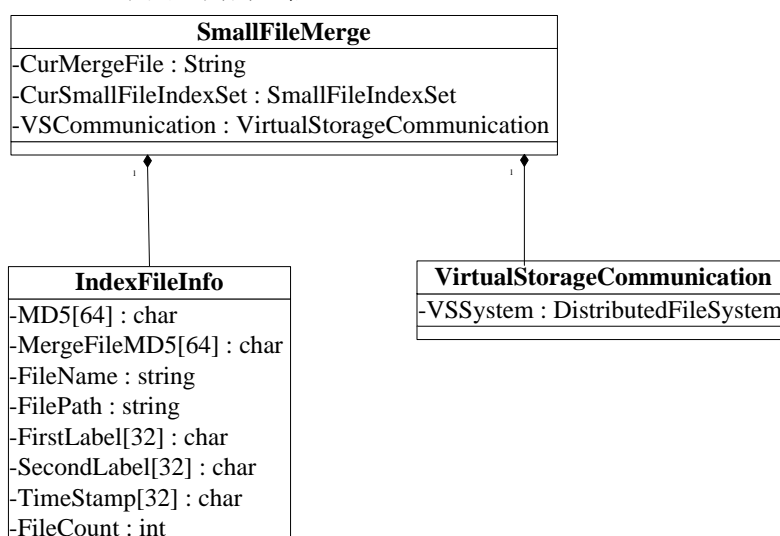 SmallFileMerge
-CurMergeFile : String
-CurSmallFileIndexSet : SmallFileIndexSet
-VSCommunication : VirtualStorageCommunication
1
1
IndexFileInfo
-MD5[64] : char
-MergeFileMD5[64] : char
-FileName : string
-FilePath : string
-FirstLabel[32] : char
-SecondLabel[32] : char
-TimeStamp[32] : char
-FileCount : int
VirtualStorageCommunication
-VSSystem : DistributedFileSystem